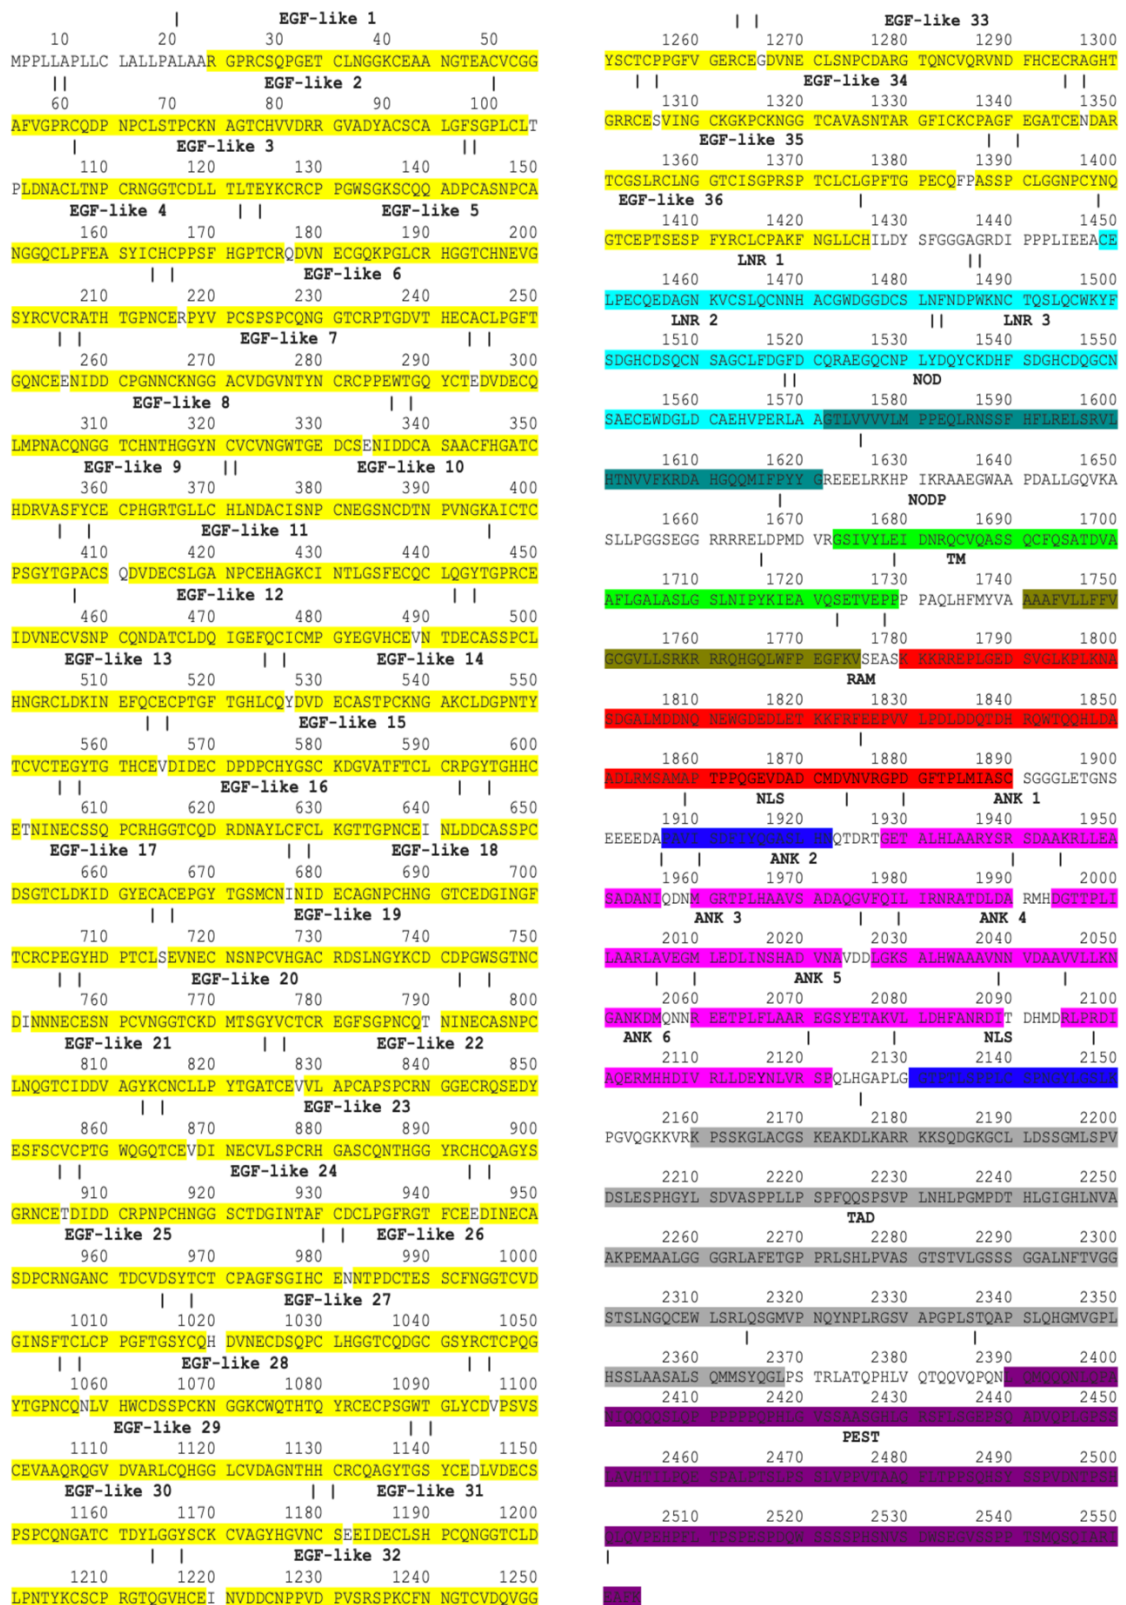 EGF-like 1
10 20 30 40 50
MPPLLAPLLC LALLPALAAR GPRCSQPGET CLNGGKCEAA NGTEACVCGG
EGF-like 2
60 70 80 90 100
AFVGPRCQDP NPCLSTPCKN AGTCHVVDRR GVADYACSCA LGFSGPLCLT
EGF-like 3
110 120 130 140 150
PLDNACLTNP CRNGGTCDLL TLTEYKCRCP PGWSGKSCQQ ADPCASNPCA
EGF-like 4 EGF-like 5
160 170 180 190 200
NGGQCLPFEA SYICHCPPSF HGPTCRQDVN ECGQKPGLCR HGGTCHNEVG
EGF-like 6
210 220 230 240 250
SYRCVCRATH TGPNCERPYV PCSPSPCQNG GTCRPTGDVT HECACLPGFT
EGF-like 7
260 270 280 290 300
GQNCEENIDD CPGNNCKNGG ACVDGVNTYN CRCPPEWTGQ YCTEDVDECQ
EGF-like 8
310 320 330 340 350
LMPNACQNGG TCHNTHGGYN CVCVNGWTGE DCSENIDDCA SAACFHGATC
EGF-like 9 EGF-like 10
360 370 380 390 400
HDRVASFYCE CPHGRTGLLC HLNDACISNP CNEGSNCDTN PVNGKAICTC
EGF-like 11
410 420 430 440 450
PSGYTGPACS QDVDECSLGA NPCEHAGKCI NTLGSFECQC LQGYTGPRCE
EGF-like 12
460 470 480 490 500
IDVNECVSNP CQNDATCLDQ IGEFQCICMP GYEGVHCEVN TDECASSPCL
EGF-like 13 EGF-like 14
510 520 530 540 550
HNGRCLDKIN EFQCECPTGF TGHLCQYDVD ECASTPCKNG AKCLDGPNTY
EGF-like 15
560 570 580 590 600
TCVCTEGYTG THCEVDIDEC DPDPCHYGSC KDGVATFTCL CRPGYTGHHC
EGF-like 16
610 620 630 640 650
ETNINECSSQ PCRHGGTCQD RDNAYLCFCL KGTTGPNCEI NLDDCASSPC
EGF-like 17 EGF-like 18
660 670 680 690 700
DSGTCLDKID GYECACEPGY TGSMCNINID ECAGNPCHNG GTCEDGINGF
EGF-like 19
710 720 730 740 750
TCRCPEGYHD PTCLSEVNEC NSNPCVHGAC RDSLNGYKCD CDPGWSGTNC
EGF-like 20
760 770 780 790 800
DINNNECESN PCVNGGTCKD MTSGYVCTCR EGFSGPNCQT NINECASNPC
EGF-like 21 EGF-like 22
810 820 830 840 850
LNQGTCIDDV AGYKCNCLLP YTGATCEVVL APCAPSPCRN GGECRQSEDY
EGF-like 23
860 870 880 890 900
ESFSCVCPTG WQGQTCEVDI NECVLSPCRH GASCQNTHGG YRCHCQAGYS
EGF-like 24
910 920 930 940 950
GRNCETDIDD CRPNPCHNGG SCTDGINTAF CDCLPGFRGT FCEEDINECA
EGF-like 25 EGF-like 26
960 970 980 990 1000
SDPCRNGANC TDCVDSYTCT CPAGFSGIHC ENNTPDCTES SCFNGGTCVD
EGF-like 27
1010 1020 1030 1040 1050
GINSFTCLCP PGFTGSYCQH DVNECDSQPC LHGGTCQDGC GSYRCTCPQG
EGF-like 28
1060 1070 1080 1090 1100
YTGPNCQNLV HWCDSSPCKN GGKCWQTHTQ YRCECPSGWT GLYCDVPSVS
EGF-like 29
1110 1120 1130 1140 1150
CEVAAQRQGV DVARLCQHGG LCVDAGNTHH CRCQAGYTGS YCEDLVDECS
EGF-like 30 EGF-like 31
1160 1170 1180 1190 1200
PSPCQNGATC TDYLGGYSCK CVAGYHGVNC SEEIDECLSH PCQNGGTCLD
EGF-like 32
1210 1220 1230 1240 1250
LPNTYKCSCP RGTQGVHCEI NVDDCNPPVD PVSRSPKCFN NGTCVDQVGG
EGF-like 33
1260 1270 1280 1290 1300
YSCTCPPGFV GERCEGDVNE CLSNPCDARG TQNCVQRVND FHCECRAGHT
EGF-like 34
1310 1320 1330 1340 1350
GRRCESVING CKGKPCKNGG TCAVASNTAR GFICKCPAGF EGATCENDAR
EGF-like 35
1360 1370 1380 1390 1400
TCGSLRCLNG GTCISGPRSP TCLCLGPFTG PECQFPASSP CLGGNPCYNQ
EGF-like 36
1410 1420 1430 1440 1450
GTCEPTSESP FYRCLCPAKF NGLLCHILDY SFGGGAGRDI PPPLIEEACE
LNR 1
1460 1470 1480 1490 1500
LPECQEDAGN KVCSLQCNNH ACGWDGGDCS LNFNDPWKNC TQSLQCWKYF
LNR 2 LNR 3
1510 1520 1530 1540 1550
SDGHCDSQCN SAGCLFDGFD CQRAEGQCNP LYDQYCKDHF SDGHCDQGCN
NOD
1560 1570 1580 1590 1600
SAECEWDGLD CAEHVPERLA AGTLVVVVLM PPEQLRNSSF HFLRELSRVL
1610 1620 1630 1640 1650
HTNVVFKRDA HGQQMIFPYY GREEELRKHP IKRAAEGWAA PDALLGQVKA
NODP
1660 1670 1680 1690 1700
SLLPGGSEGG RRRRELDPMD VRGSIVYLEI DNRQCVQASS QCFQSATDVA
TM
1710 1720 1730 1740 1750
AFLGALASLG SLNIPYKIEA VQSETVEPPP PAQLHFMYVA AAAFVLLFFV
1760 1770 1780 1790 1800
GCGVLLSRKR RRQHGQLWFP EGFKVSEASK KKRREPLGED SVGLKPLKNA
RAM
1810 1820 1830 1840 1850
SDGALMDDNQ NEWGDEDLET KKFRFEEPVV LPDLDDQTDH RQWTQQHLDA
1860 1870 1880 1890 1900
ADLRMSAMAP TPPQGEVDAD CMDVNVRGPD GFTPLMIASC SGGGLETGNS
NLS ANK 1
1910 1920 1930 1940 1950
EEEEDAPAVI SDFIYQGASL HNQTDRTGET ALHLAARYSR SDAAKRLLEA
ANK 2
1960 1970 1980 1990 2000
SADANIQDNM GRTPLHAAVS ADAQGVFQIL IRNRATDLDA RMHDGTTPLI
ANK 3 ANK 4
2010 2020 2030 2040 2050
LAARLAVEGM LEDLINSHAD VNAVDDLGKS ALHWAAAVNN VDAAVVLLKN
ANK 5
2060 2070 2080 2090 2100
GANKDMQNNR EETPLFLAAR EGSYETAKVL LDHFANRDIT DHMDRLPRDI
ANK 6 NLS
2110 2120 2130 2140 2150
AQERMHHDIV RLLDEYNLVR SPQLHGAPLG GTPTLSPPLC SPNGYLGSLK
2160 2170 2180 2190 2200
PGVQGKKVRK PSSKGLACGS KEAKDLKARR KKSQDGKGCL LDSSGMLSPV
2210 2220 2230 2240 2250
DSLESPHGYL SDVASPPLLP SPFQQSPSVP LNHLPGMPDT HLGIGHLNVA
TAD
2260 2270 2280 2290 2300
AKPEMAALGG GGRLAFETGP PRLSHLPVAS GTSTVLGSSS GGALNFTVGG
2310 2320 2330 2340 2350
STSLNGQCEW LSRLQSGMVP NQYNPLRGSV APGPLSTQAP SLQHGMVGPL
2360 2370 2380 2390 2400
HSSLAASALS QMMSYQGLPS TRLATQPHLV QTQQVQPQNL QMQQQNLQPA
2410 2420 2430 2440 2450
NIQQQQSLQP PPPPPQPHLG VSSAASGHLG RSFLSGEPSQ ADVQPLGPSS
PEST
2460 2470 2480 2490 2500
LAVHTILPQE SPALPTSLPS SLVPPVTAAQ FLTPPSQHSY SSPVDNTPSH
2510 2520 2530 2540 2550
QLQVPEHPFL TPSPESPDQW SSSSPHSNVS DWSEGVSSPP TSMQSQIARI
EAFK